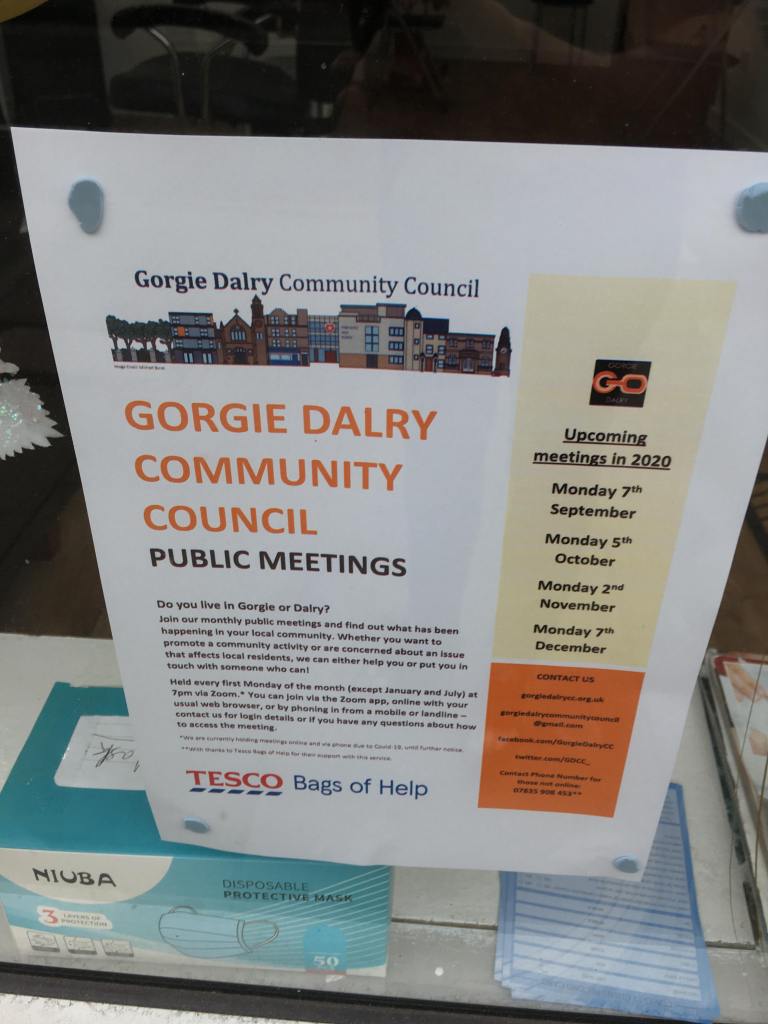 Gorgie Dalry Community Council
Image Credit: Michael
GORGIE DALRY
COMMUNITY
COUNCIL
PUBLIC MEETINGS
Do you live in Gorgie or Dalry?
Join our monthly public meetings and find out what has been
happening in your local community. Whether you want to
promote a community activity or are concerned about an issue
that affects local residents, we can either help you or put you in
touch with someone who can!
Held every first Monday of the month (except January and July) at
7pm via Zoom.* You can join via the Zoom app, online with your
usual web browser, or by phoning in from a mobile or landline –
contact us for login details or if you have any questions about how
to access the meeting.
*We are currently holding meetings online and via phone due to Covid-19, until further notice.
**With thanks to Tesco Bags of Help for their support with this service.
TESCO Bags of Help
GORGIE
GO
DALRY
Upcoming
meetings in 2020
Monday 7th
September
Monday 5th
October
Monday 2nd
November
Monday 7th
December
CONTACT US
gorgiedalrycc.org.uk
gorgiedalrycommunitycouncil
@gmail.com
facebook.com/GorgieDalryCC
twitter.com/GDCC_
Contact Phone Number for
those not online:
07835 908 453**
NIUBA
3 LAYERS OF
PROTECTION
DISPOSABLE
PROTECTIVE MASK
50